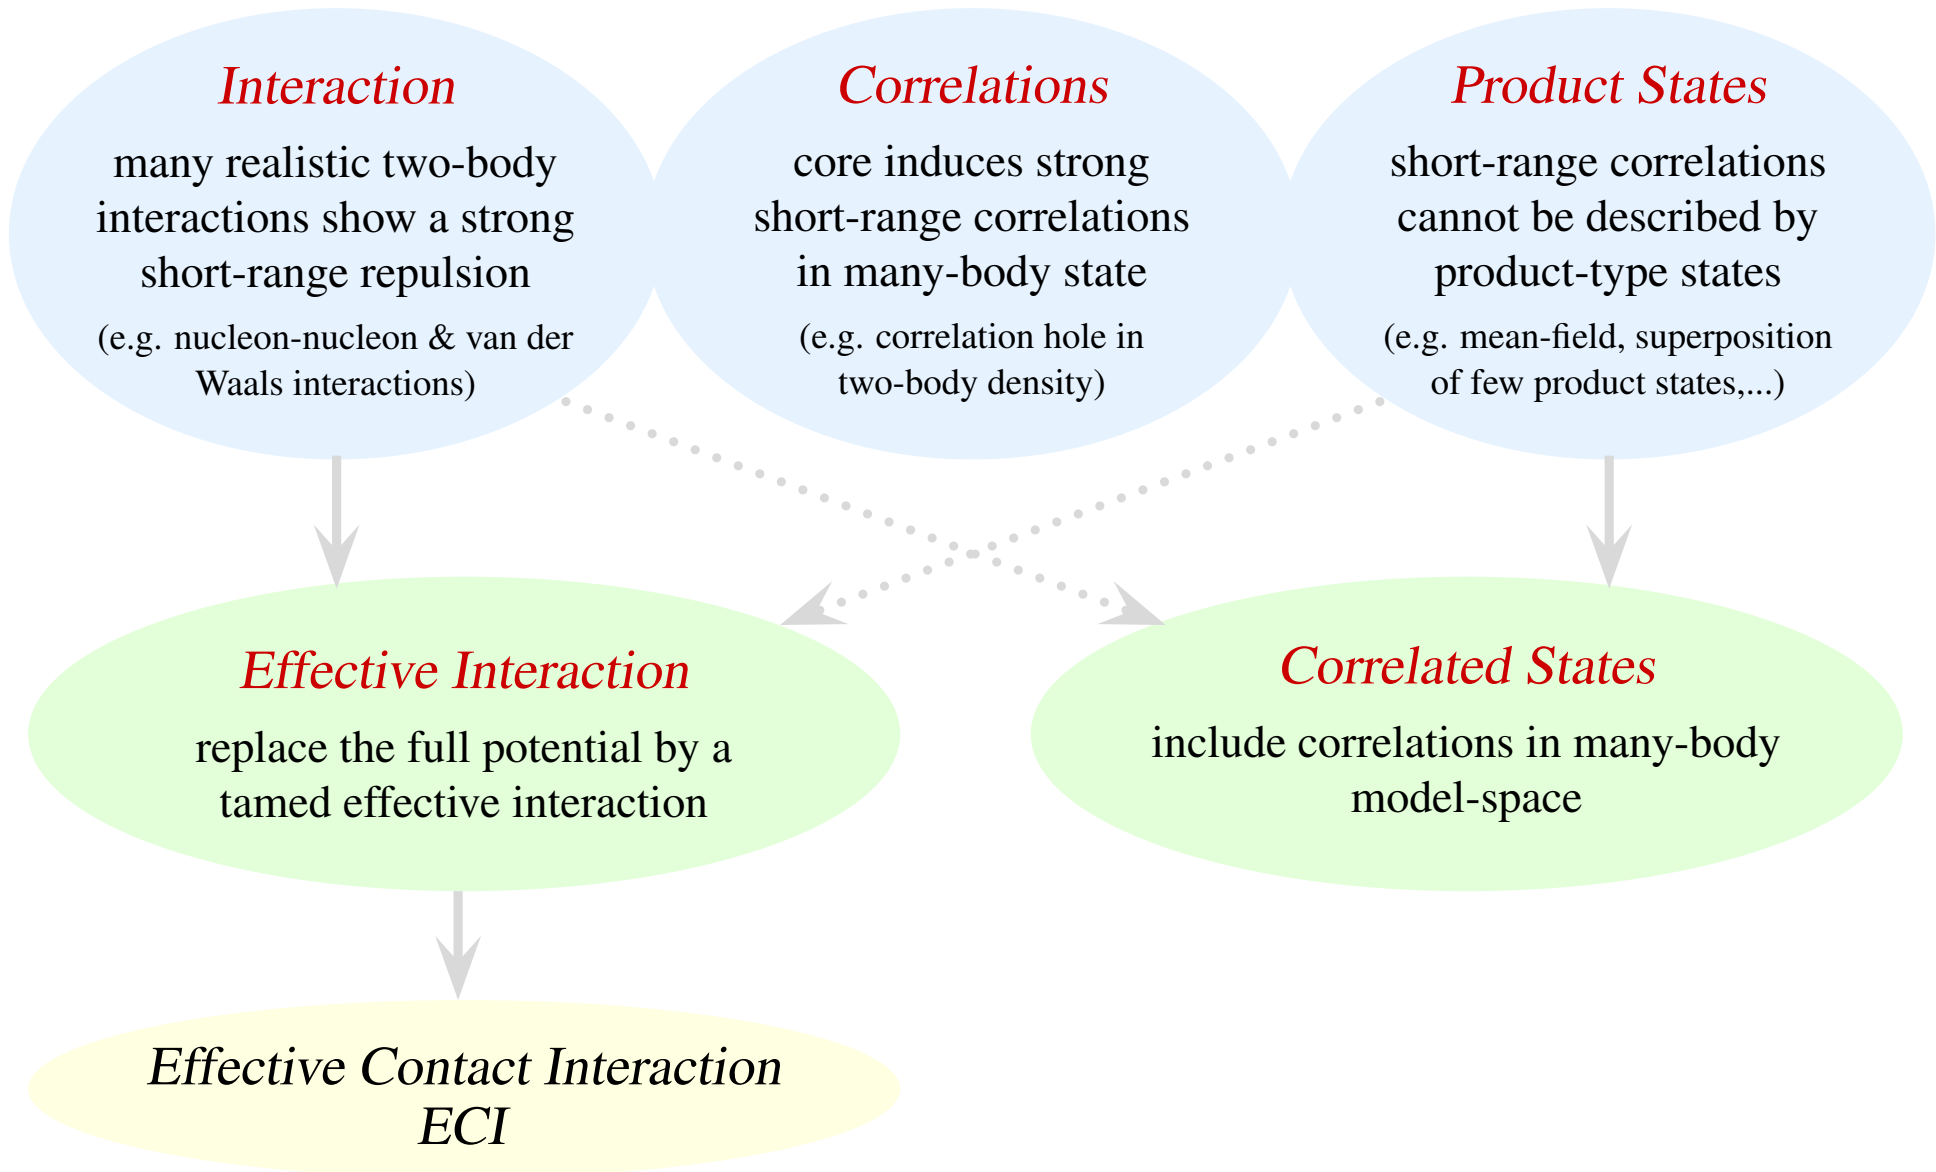 Interaction
many realistic two-body
interactions show a strong
short-range repulsion
(e.g. nucleon-nucleon & van der
Waals interactions)
Correlations
core induces strong
short-range correlations
in many-body state
(e.g. correlation hole in
two-body density)
Product States
short-range correlations
cannot be described by
product-type states
(e.g. mean-field, superposition
of few product states,...)
Effective Interaction
replace the full potential by a
tamed effective interaction
Correlated States
include correlations in many-body
model-space
Effective Contact Interaction
ECI